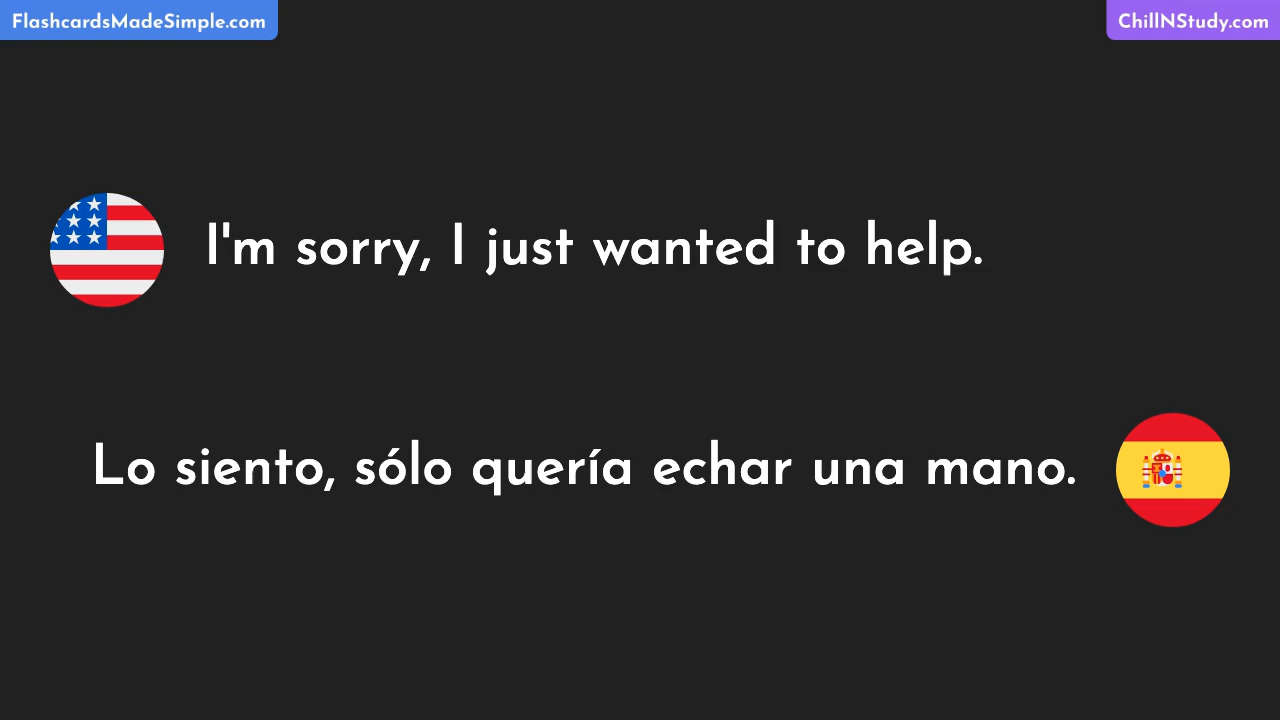 FlashcardsMadeSimple.com
ChillNStudy.com
I'm sorry, I just wanted to help.
Lo siento, sólo quería echar una mano.